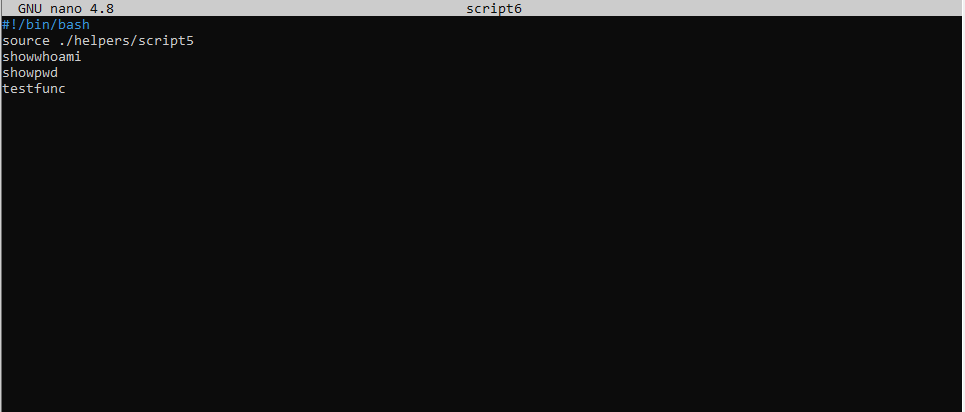 GNU nano 4.8 script6
#!/bin/bash
source ./helpers/script5
showwhoami
showpwd
testfunc